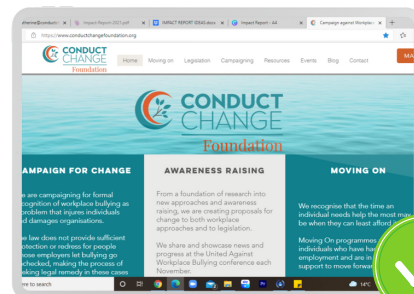 Impact Report 2021.pdf
IMPACT REPORT IDEAS.docx
Impact Report - 44
Campaign against Workplace
https://www.conductchangefoundation.org
CONDUCT
CHANGE
Foundation
Home Moving on Legislation Campaigning Resources Events Blog Contact
MA
CONDUCT
CHANGE
Foundation
AMPAIGN FOR CHANGE
e are campaigning for formal
cognition of workplace bullying as
problem that injures individuals
d damages organisations.
e law does not provide sufficient
otection or redress for people
hose employers let bullying go
checked, making the process of
eking legal remedy in these cases
AWARENESS RAISING
From a foundation of research into
new approaches and awareness
raising, we are creating proposals for
change to both workplace
approaches and to legislation.
We share and showcase news and
progress at the United Against
Workplace Bullying conference each
November.
MOVING ON
We recognise that the time an
individual needs help the most may
be when they can least afford
Moving On programmes
individuals who have ha
employment and are in
support to move forwar
ere to search
14°C